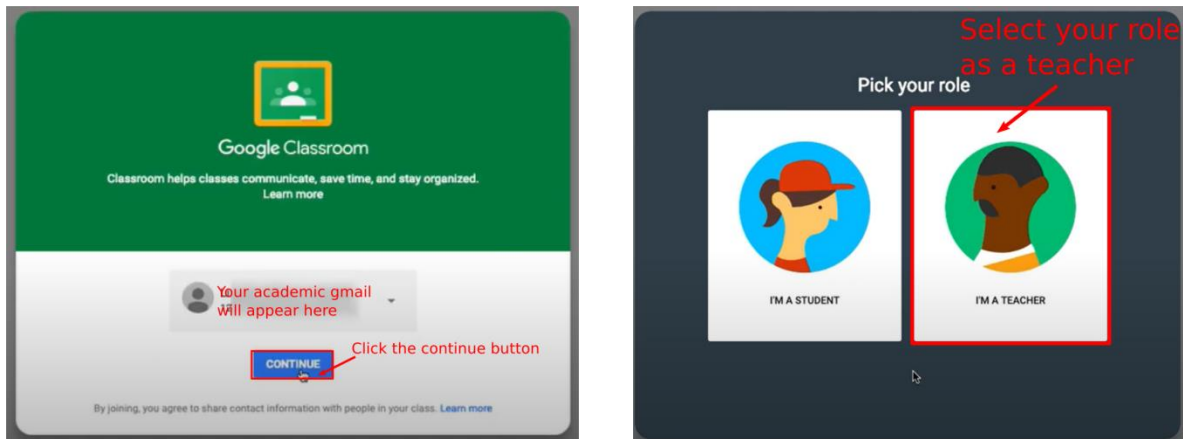 Google Classroom
Classroom helps classes communicate, save time, and stay organized.
Learn more
Your academic gmail
will appear here
Click the continue button
CONTINUE
By joining, you agree to share contact information with people in your class. Learn more
Select your role
as a teacher
Pick your role
I'M A STUDENT
I'M A TEACHER